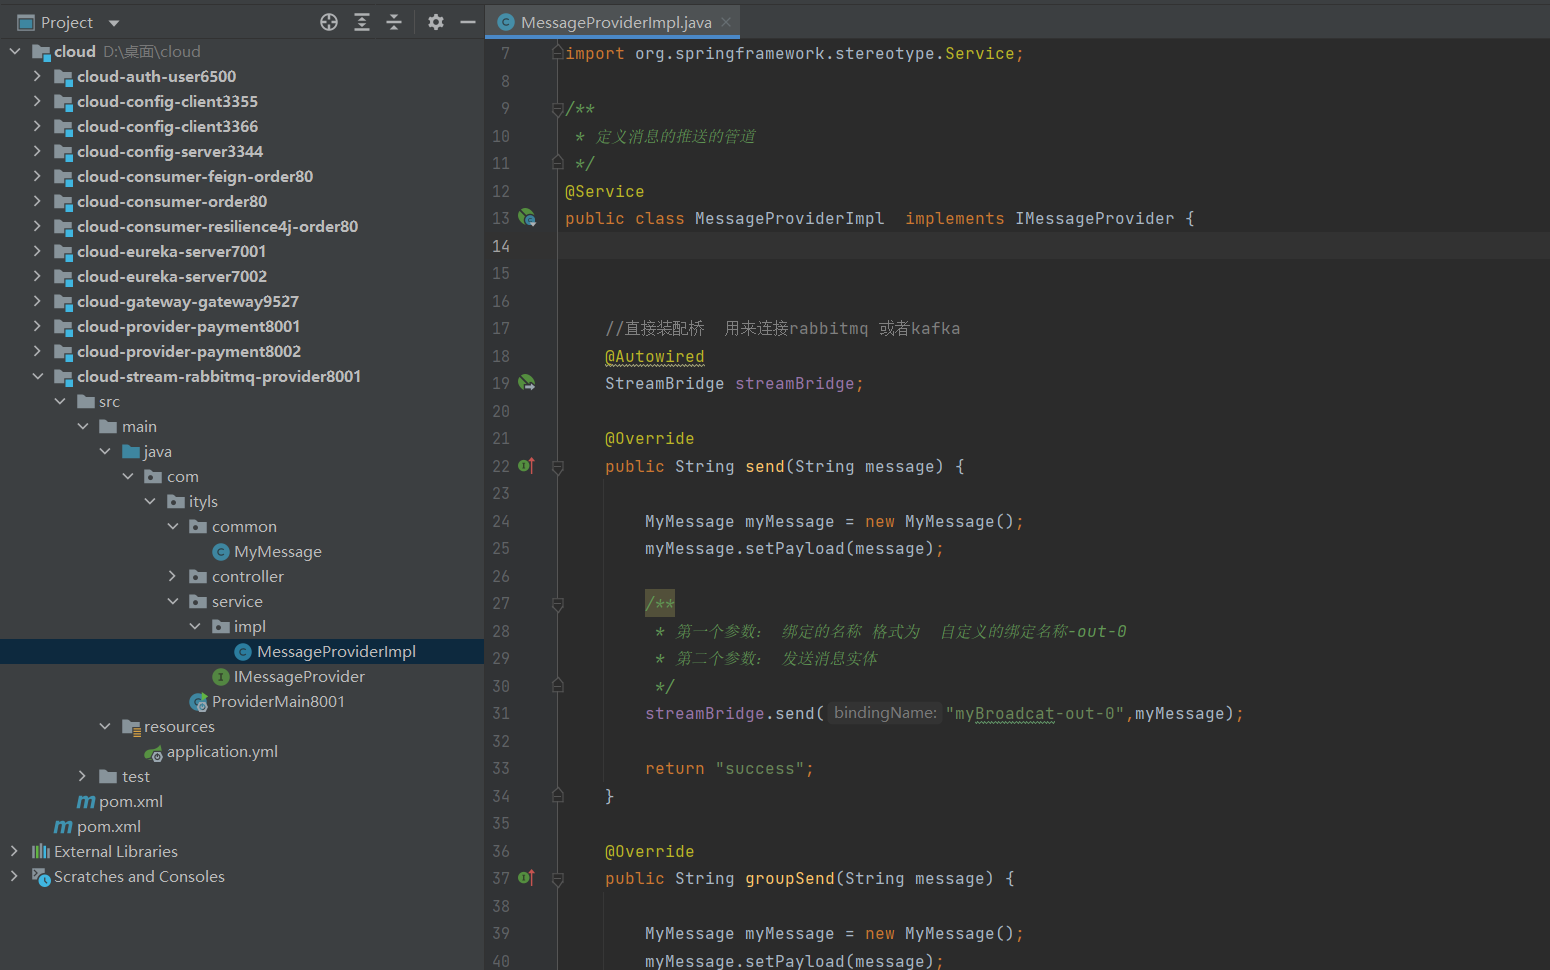 Project
cloud D:\桌面\cloud
cloud-auth-user6500
cloud-config-client3355
cloud-config-client3366
cloud-config-server3344
cloud-consumer-feign-order80
cloud-consumer-order80
cloud-consumer-resilience4j-order80
cloud-eureka-server7001
cloud-eureka-server7002
cloud-gateway-gateway9527
cloud-provider-payment8001
cloud-provider-payment8002
cloud-stream-rabbitmq-provider8001
src
main
java
com
ityls
common
MyMessage
controller
service
impl
MessageProviderImpl
IMessageProvider
ProviderMain8001
resources
application.yml
test
pom.xml
pom.xml
External Libraries
Scratches and Consoles
MessageProviderImpl.java
7 import org.springframework.stereotype.Service;
8
9 /**
10 * 定义消息的推送的管道
11 */
12 @Service
13 public class MessageProviderImpl  implements IMessageProvider {
14
15
16
17 //直接装配桥  用来连接rabbitmq 或者kafka
18 @Autowired
19 StreamBridge streamBridge;
20
21 @Override
22 public String send(String message) {
23
24 MyMessage myMessage = new MyMessage();
25 myMessage.setPayload(message);
26
27 /**
28 * 第一个参数： 绑定的名称 格式为  自定义的绑定名称-out-0
29 * 第二个参数： 发送消息实体
30 */
31 streamBridge.send( bindingName: "myBroadcat-out-0",myMessage);
32
33 return "success";
34 }
35
36 @Override
37 public String groupSend(String message) {
38
39 MyMessage myMessage = new MyMessage();
40 myMessage.setPayload(message);